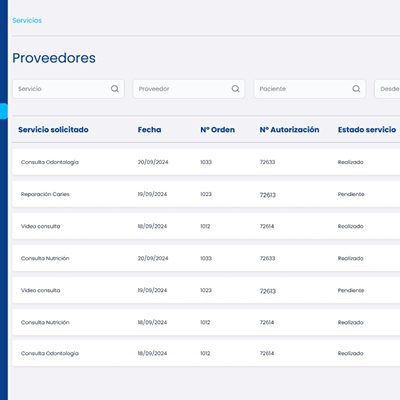 Servicios
Proveedores
Servicio Proveedor Paciente Desde
Servicio solicitado Fecha Nº Orden Nº Autorización Estado servicio
Consulta Odontología 20/09/2024 1033 72633 Realizado
Reparación Caries 19/09/2024 1023 72613 Pendiente
Video consulta 18/09/2024 1012 72614 Realizado
Consulta Nutrición 20/09/2024 1033 72633 Realizado
Video consulta 19/09/2024 1023 72613 Pendiente
Consulta Nutrición 18/09/2024 1012 72614 Realizado
Consulta Odontología 18/09/2024 1012 72614 Realizado